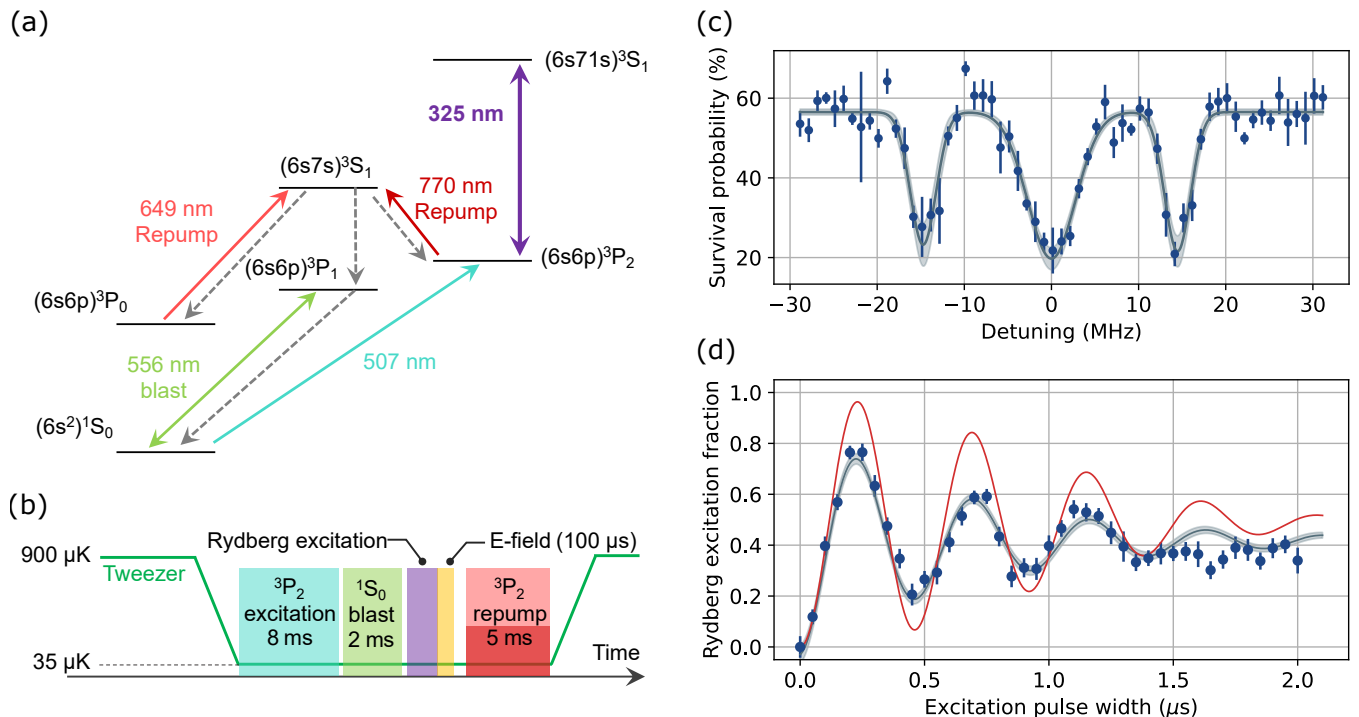 (a)
(6s71s)³S₁
325 nm
(6s7s)³S₁
770 nm
Repump
649 nm
Repump
(6s6p)³P₂
(6s6p)³P₁
(6s6p)³P₀
556 nm
blast
507 nm
(6s²)¹S₀
(b)
Rydberg excitation
E-field (100 µs)
900 µK
Tweezer
³P₂
excitation
8 ms
¹S₀
blast
2 ms
³P₂
repump
5 ms
Time
35 µK
(c)
Survival probability (%)
60
40
20
−30 −20 −10 0 10 20 30
Detuning (MHz)
(d)
Rydberg excitation fraction
1.0
0.8
0.6
0.4
0.2
0.0
0.0 0.5 1.0 1.5 2.0
Excitation pulse width (µs)